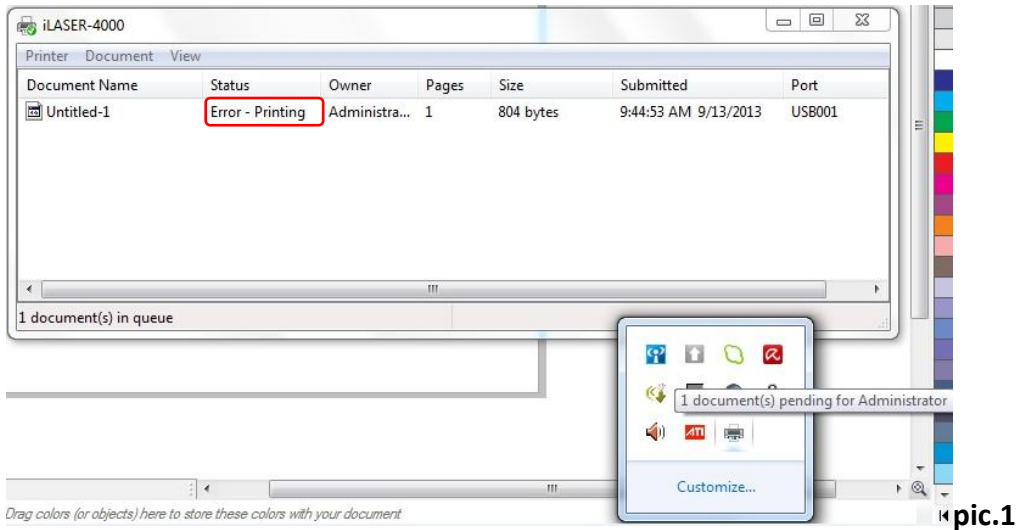 iLASER-4000
Printer Document View
Document Name Status Owner Pages Size Submitted Port
Untitled-1 Error - Printing Administra... 1 804 bytes 9:44:53 AM 9/13/2013 USB001
1 document(s) in queue
1 document(s) pending for Administrator
ATI
Customize...
Drag colors (or objects) here to store these colors with your document
pic.1